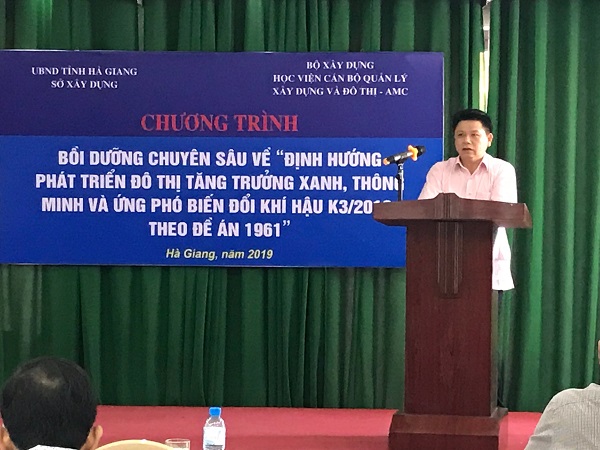 UBND TỈNH HÀ GIANG
SỞ XÂY DỰNG
BỘ XÂY DỰNG
HỌC VIỆN CÁN BỘ QUẢN LÝ
XÂY DỰNG VÀ ĐÔ THỊ - AMC
CHƯƠNG TRÌNH
BỒI DƯỠNG CHUYÊN SÂU VỀ “ĐỊNH HƯỚNG
PHÁT TRIỂN ĐÔ THỊ TĂNG TRƯỞNG XANH, THÔNG
MINH VÀ ỨNG PHÓ BIẾN ĐỔI KHÍ HẬU K3/2019
THEO ĐỀ ÁN 1961”
Hà Giang, năm 2019